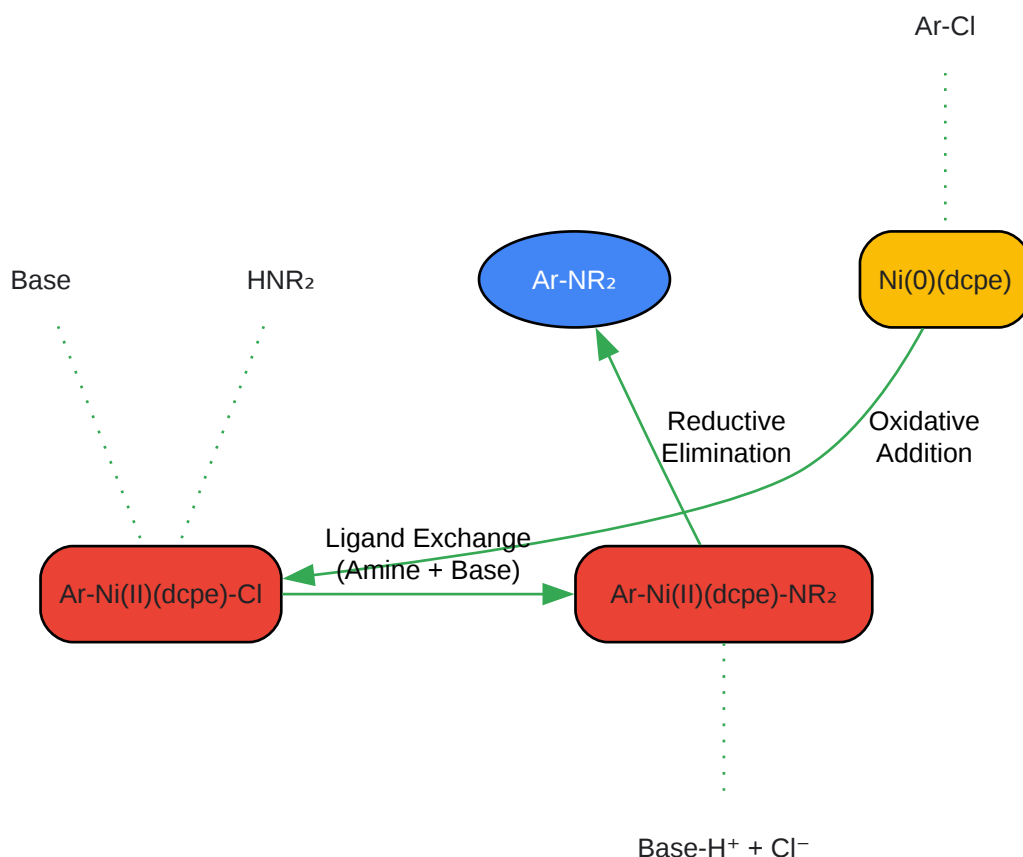 Ar-Cl
Base
HNR₂
Ar-NR₂
Ni(0)(dcpe)
Reductive
Elimination
Oxidative
Addition
Ligand Exchange
(Amine + Base)
Ar-Ni(II)(dcpe)-Cl
Ar-Ni(II)(dcpe)-NR₂
Base-H⁺ + Cl⁻